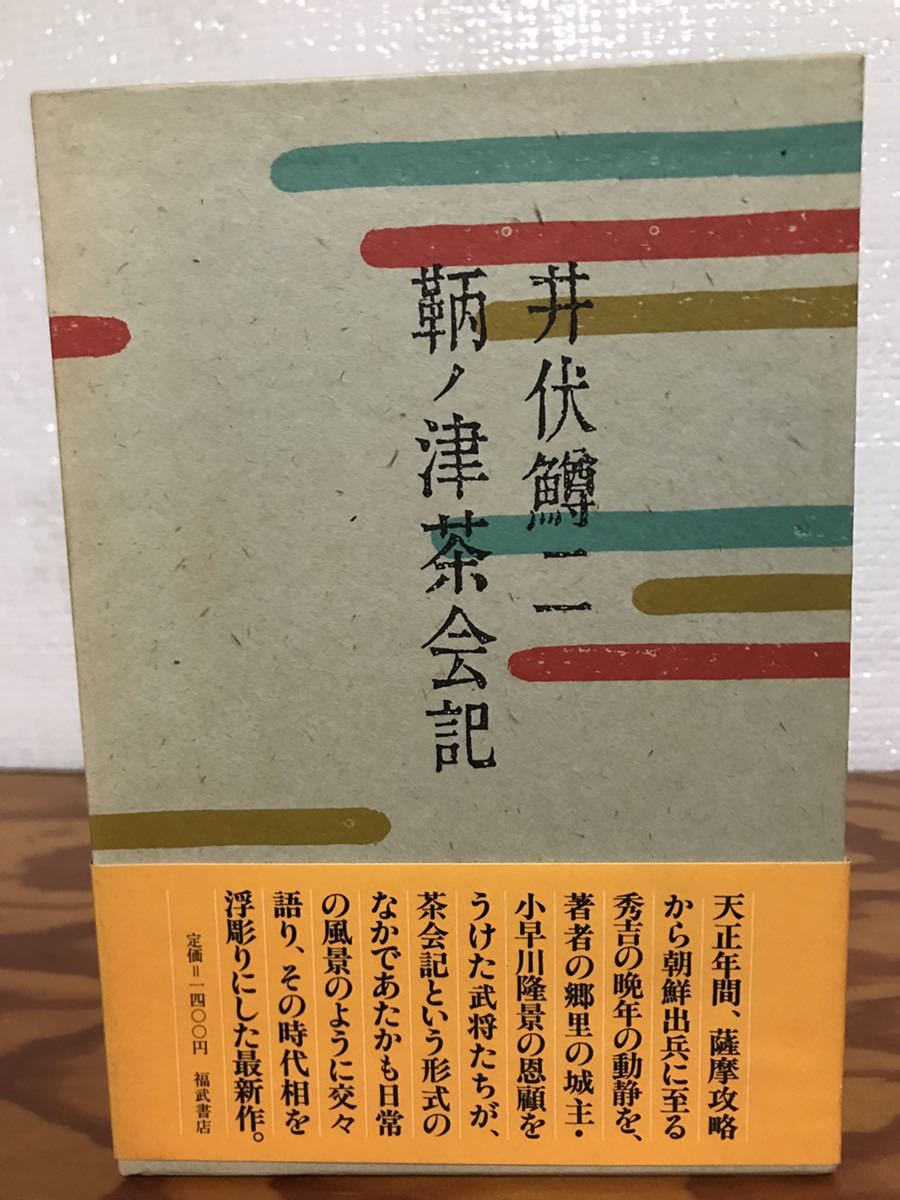 井伏鱒二
鞆ノ津茶会記
天正年間、薩摩攻略
から朝鮮出兵に至る
秀吉の晩年の動静を、
著者の郷里の城主・
小早川隆景の恩顧を
うけた武将たちが、
茶会記という形式の
なかであたかも日常
の風景のように交々
語り、その時代相を
浮彫りにした最新作。
定価＝一四〇〇円 福武書店